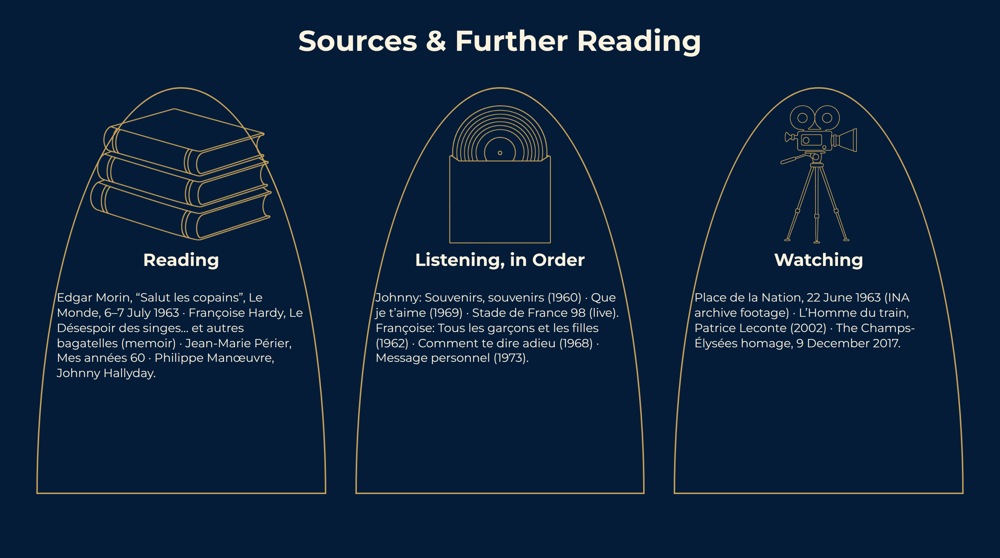 Sources & Further Reading
Reading
Edgar Morin, “Salut les copains”, Le
Monde, 6–7 July 1963 · Françoise Hardy, Le
Désespoir des singes… et autres
bagatelles (memoir) · Jean-Marie Périer,
Mes années 60 · Philippe Manœuvre,
Johnny Hallyday.
Listening, in Order
Johnny: Souvenirs, souvenirs (1960) · Que
je t’aime (1969) · Stade de France 98 (live).
Françoise: Tous les garçons et les filles
(1962) · Comment te dire adieu (1968) ·
Message personnel (1973).
Watching
Place de la Nation, 22 June 1963 (INA
archive footage) · L’Homme du train,
Patrice Leconte (2002) · The Champs-
Élysées homage, 9 December 2017.